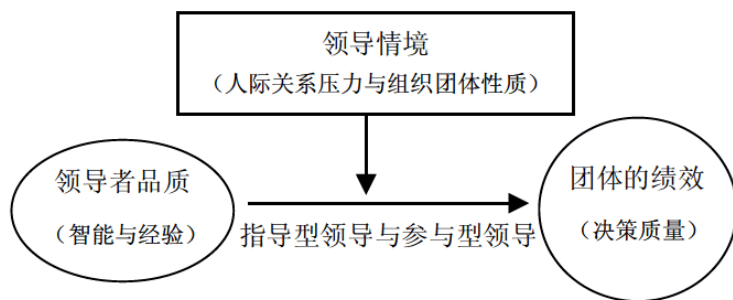 领导情境
（人际关系压力与组织团体性质）
领导者品质
（智能与经验）
指导型领导与参与型领导
团体的绩效
（决策质量）